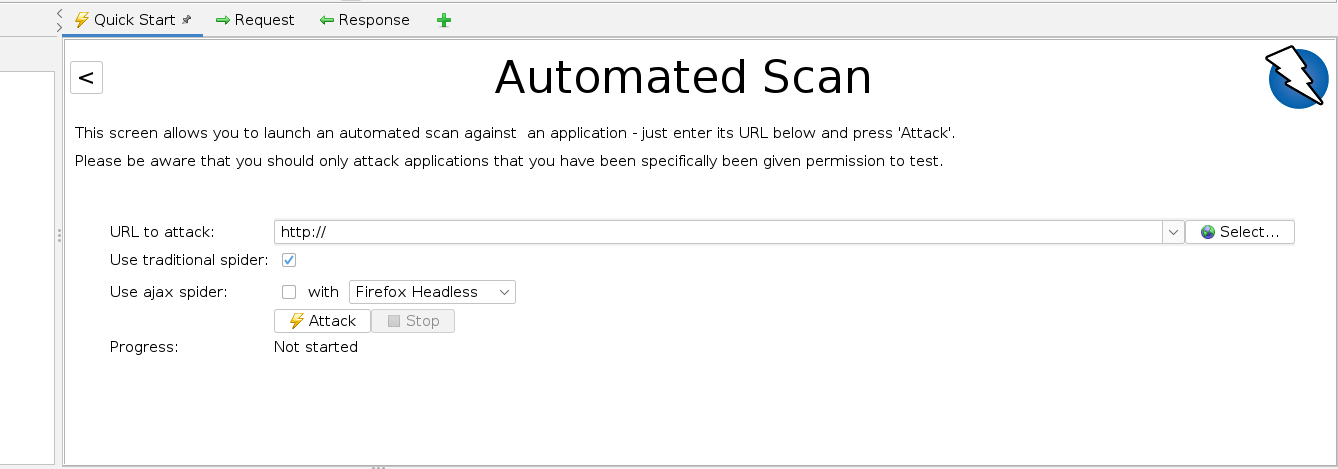 Quick Start Request Response
<
Automated Scan
This screen allows you to launch an automated scan against  an application - just enter its URL below and press 'Attack'.
Please be aware that you should only attack applications that you have been specifically been given permission to test.
URL to attack: http:// Select...
Use traditional spider:
Use ajax spider: with Firefox Headless
Attack Stop
Progress: Not started